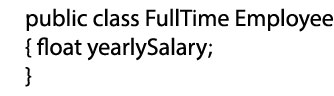 public class FullTime Employee
{ float yearlySalary;
}